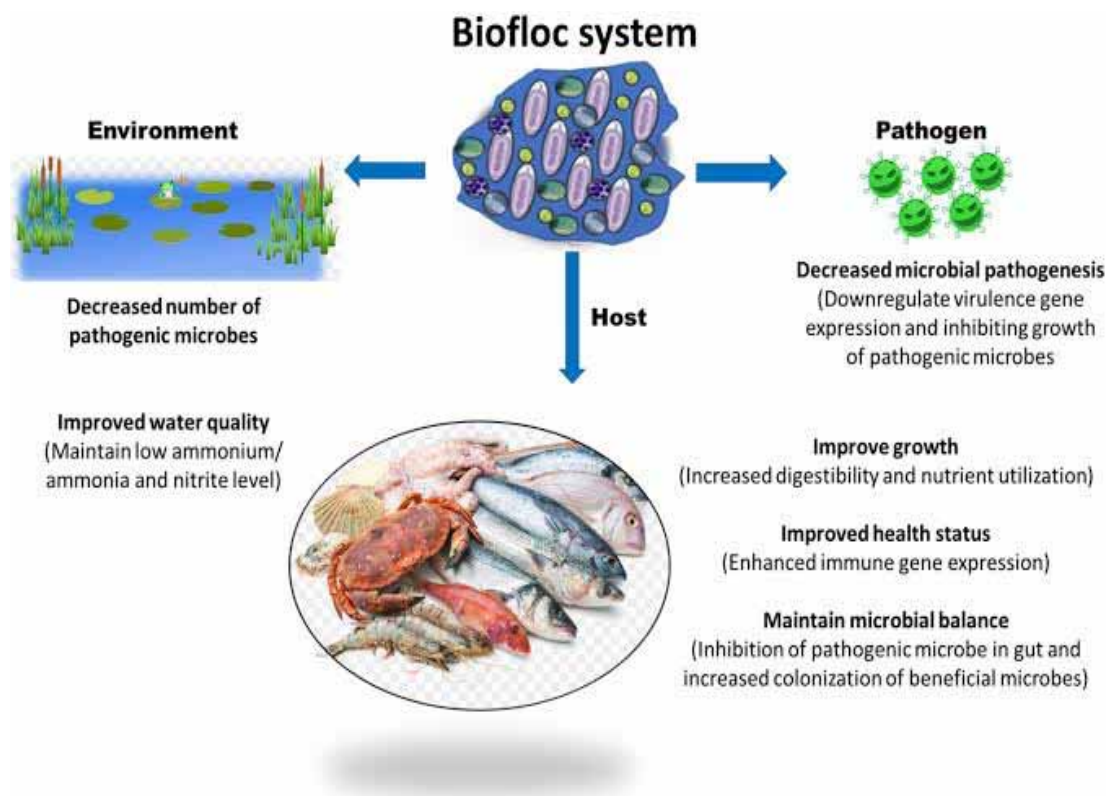 Biofloc system
Environment
Pathogen
Decreased number of
pathogenic microbes
Host
Decreased microbial pathogenesis
(Downregulate virulence gene
expression and inhibiting growth
of pathogenic microbes
Improved water quality
(Maintain low ammonium/
ammonia and nitrite level)
Improve growth
(Increased digestibility and nutrient utilization)
Improved health status
(Enhanced immune gene expression)
Maintain microbial balance
(Inhibition of pathogenic microbe in gut and
increased colonization of beneficial microbes)